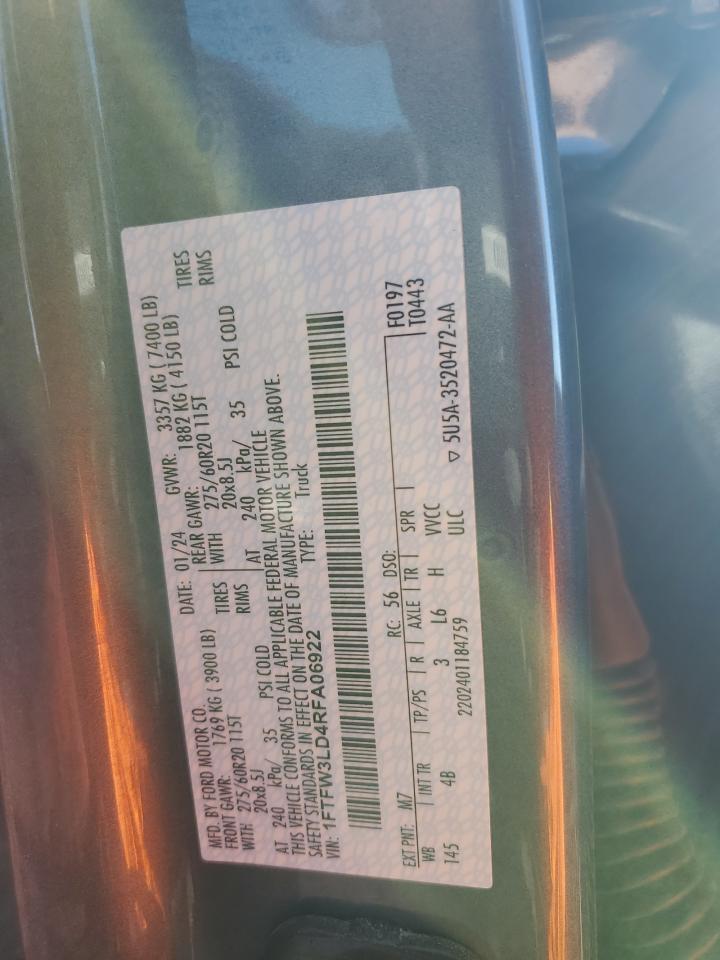 MFD. BY FORD MOTOR CO. DATE: 01/24 GVWR: 3357 KG ( 7400 LB)
FRONT GAWR: 1769 KG ( 3900 LB) REAR GAWR: 1882 KG ( 4150 LB)
WITH 275/60R20 115T TIRES WITH 275/60R20 115T TIRES
20x8.5J RIMS 20x8.5J RIMS
AT 240 kPa/ 35 PSI COLD AT 240 kPa/ 35 PSI COLD
THIS VEHICLE CONFORMS TO ALL APPLICABLE FEDERAL MOTOR VEHICLE
SAFETY STANDARDS IN EFFECT ON THE DATE OF MANUFACTURE SHOWN ABOVE.
VIN: 1FTFW3LD4RFA06922 TYPE: Truck
EXT PNT: M7 RC: 56 DSO: F0197
WB INT TR TP/PS R AXLE TR SPR T0443
145 4B 3 L6 H VVCC
2202401184759 ULC ▽ 5U5A-3520472-AA